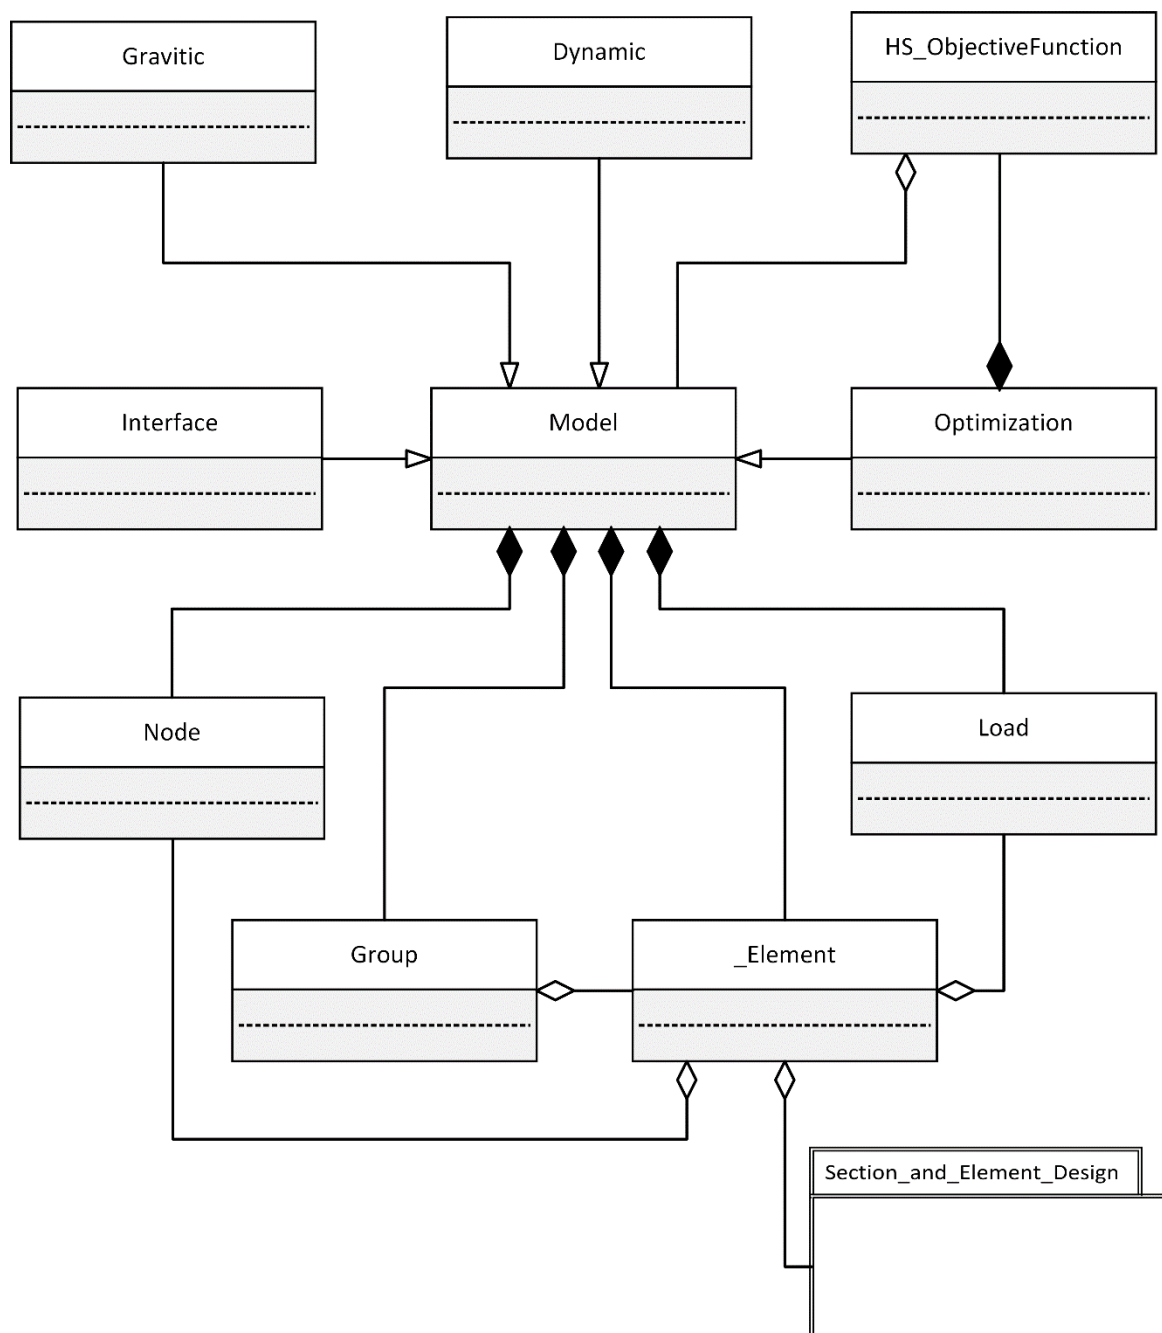 Gravitic
Dynamic
HS_ObjectiveFunction
Interface
Model
Optimization
Node
Load
Group
_Element
Section_and_Element_Design